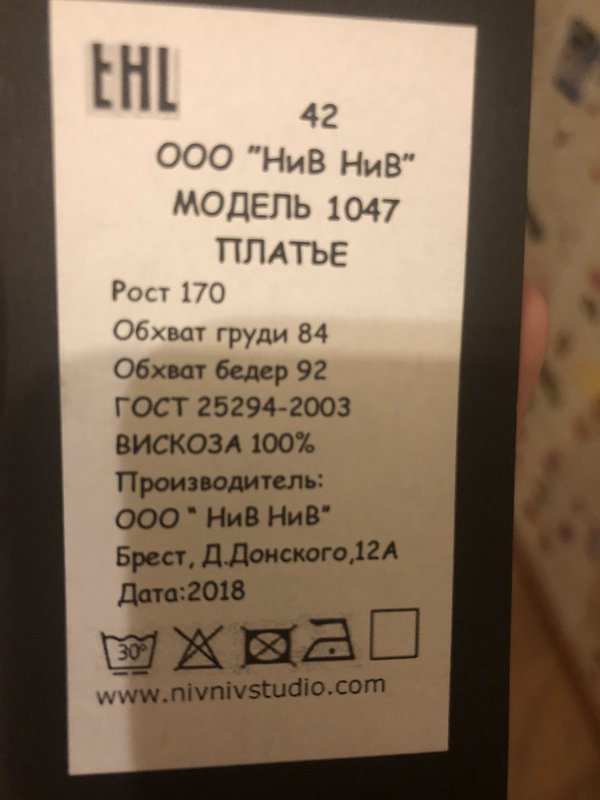 EAC
42
ООО "НиВ НиВ"
МОДЕЛЬ 1047
ПЛАТЬЕ
Рост 170
Обхват груди 84
Обхват бедер 92
ГОСТ 25294-2003
ВИСКОЗА 100%
Производитель:
ООО " НиВ НиВ"
Брест, Д.Донского,12А
Дата:2018
30°
www.nivnivstudio.com